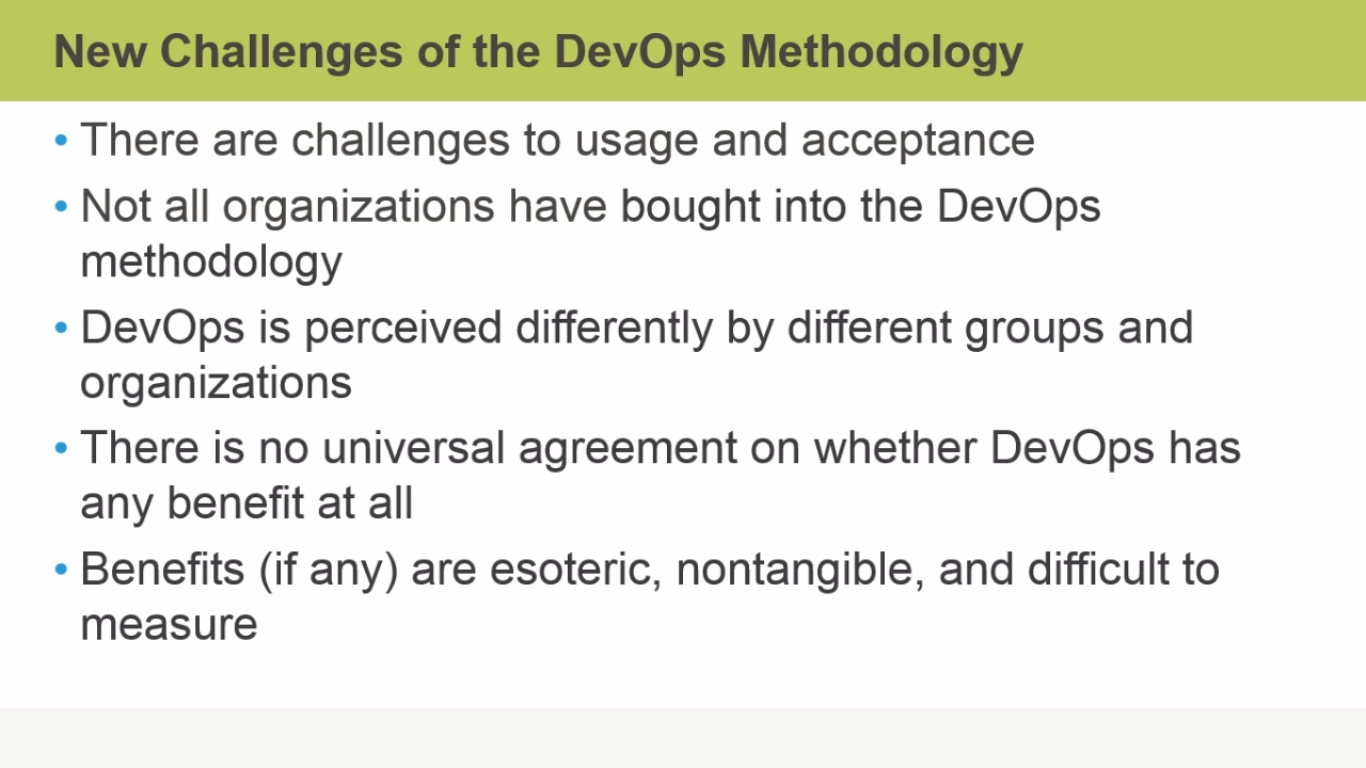 New Challenges of the DevOps Methodology
• There are challenges to usage and acceptance
• Not all organizations have bought into the DevOps
methodology
• DevOps is perceived differently by different groups and
organizations
• There is no universal agreement on whether DevOps has
any benefit at all
• Benefits (if any) are esoteric, nontangible, and difficult to
measure